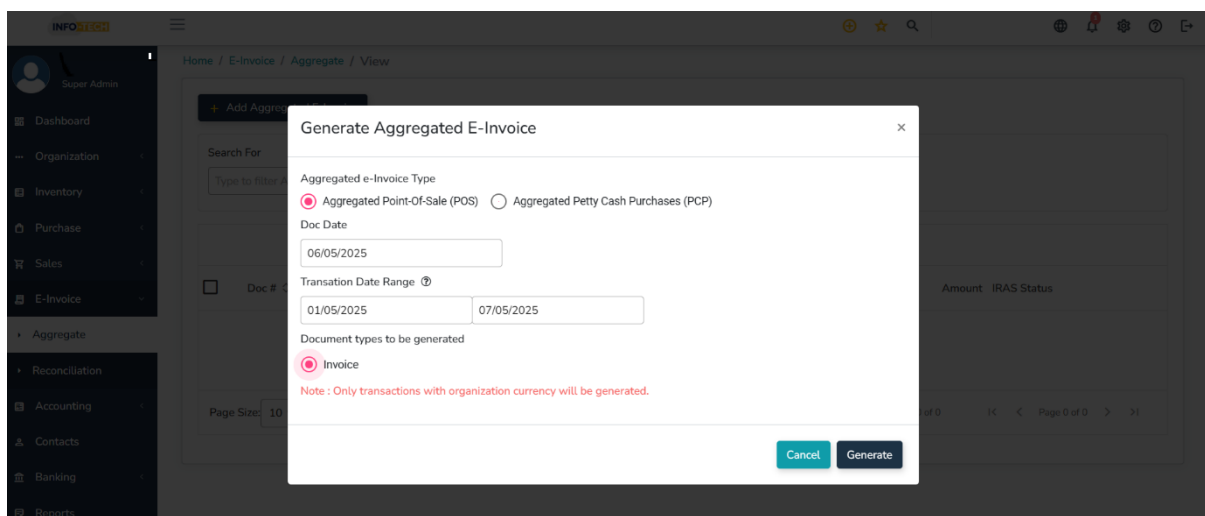 INFO-TECH
Super Admin
Home / E-Invoice / Aggregate / View
Dashboard
Organization
Inventory
Purchase
Sales
E-Invoice
Aggregate
Reconciliation
Accounting
Contacts
Banking
Reports
+ Add Aggreg
Search For
Type to filter A
Doc #
Amount IRAS Status
Page Size: 10
of 0
Page 0 of 0
Generate Aggregated E-Invoice
×
Aggregated e-Invoice Type
Aggregated Point-Of-Sale (POS) Aggregated Petty Cash Purchases (PCP)
Doc Date
06/05/2025
Transation Date Range
01/05/2025 07/05/2025
Document types to be generated
Invoice
Note : Only transactions with organization currency will be generated.
Cancel Generate